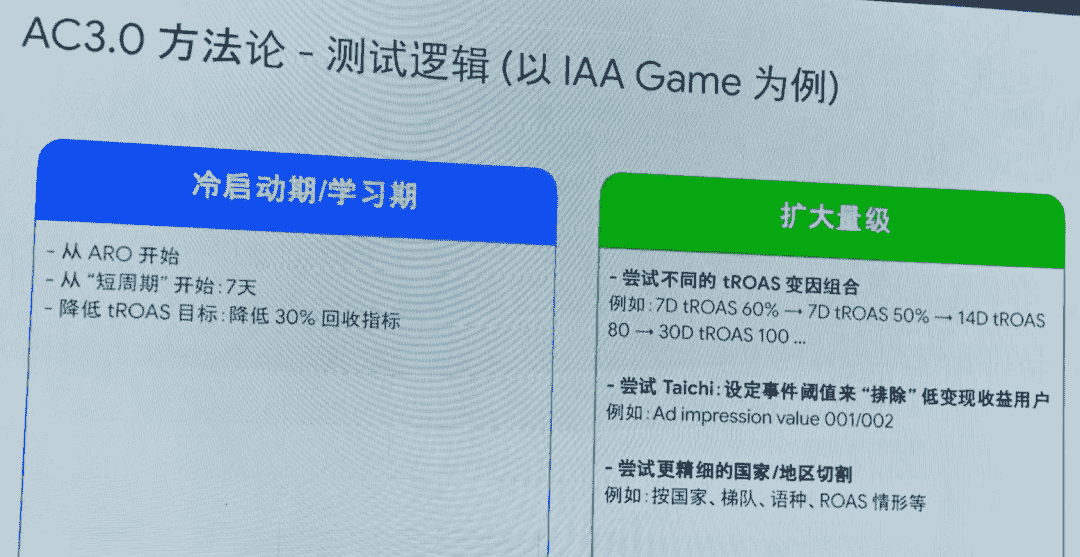 AC3.0 方法论 - 测试逻辑 (以 IAA Game 为例)
冷启动期/学习期
- 从 ARO 开始
- 从 “短周期” 开始：7天
- 降低 tROAS 目标：降低 30% 回收指标
扩大量级
- 尝试不同的 tROAS 变因组合
例如：7D tROAS 60% → 7D tROAS 50% → 14D tROAS
80 → 30D tROAS 100 ...
- 尝试 Taichi：设定事件阈值来 “排除” 低变现收益用户
例如：Ad impression value 001/002
- 尝试更精细的国家/地区切割
例如：按国家、梯队、语种、ROAS 情形等